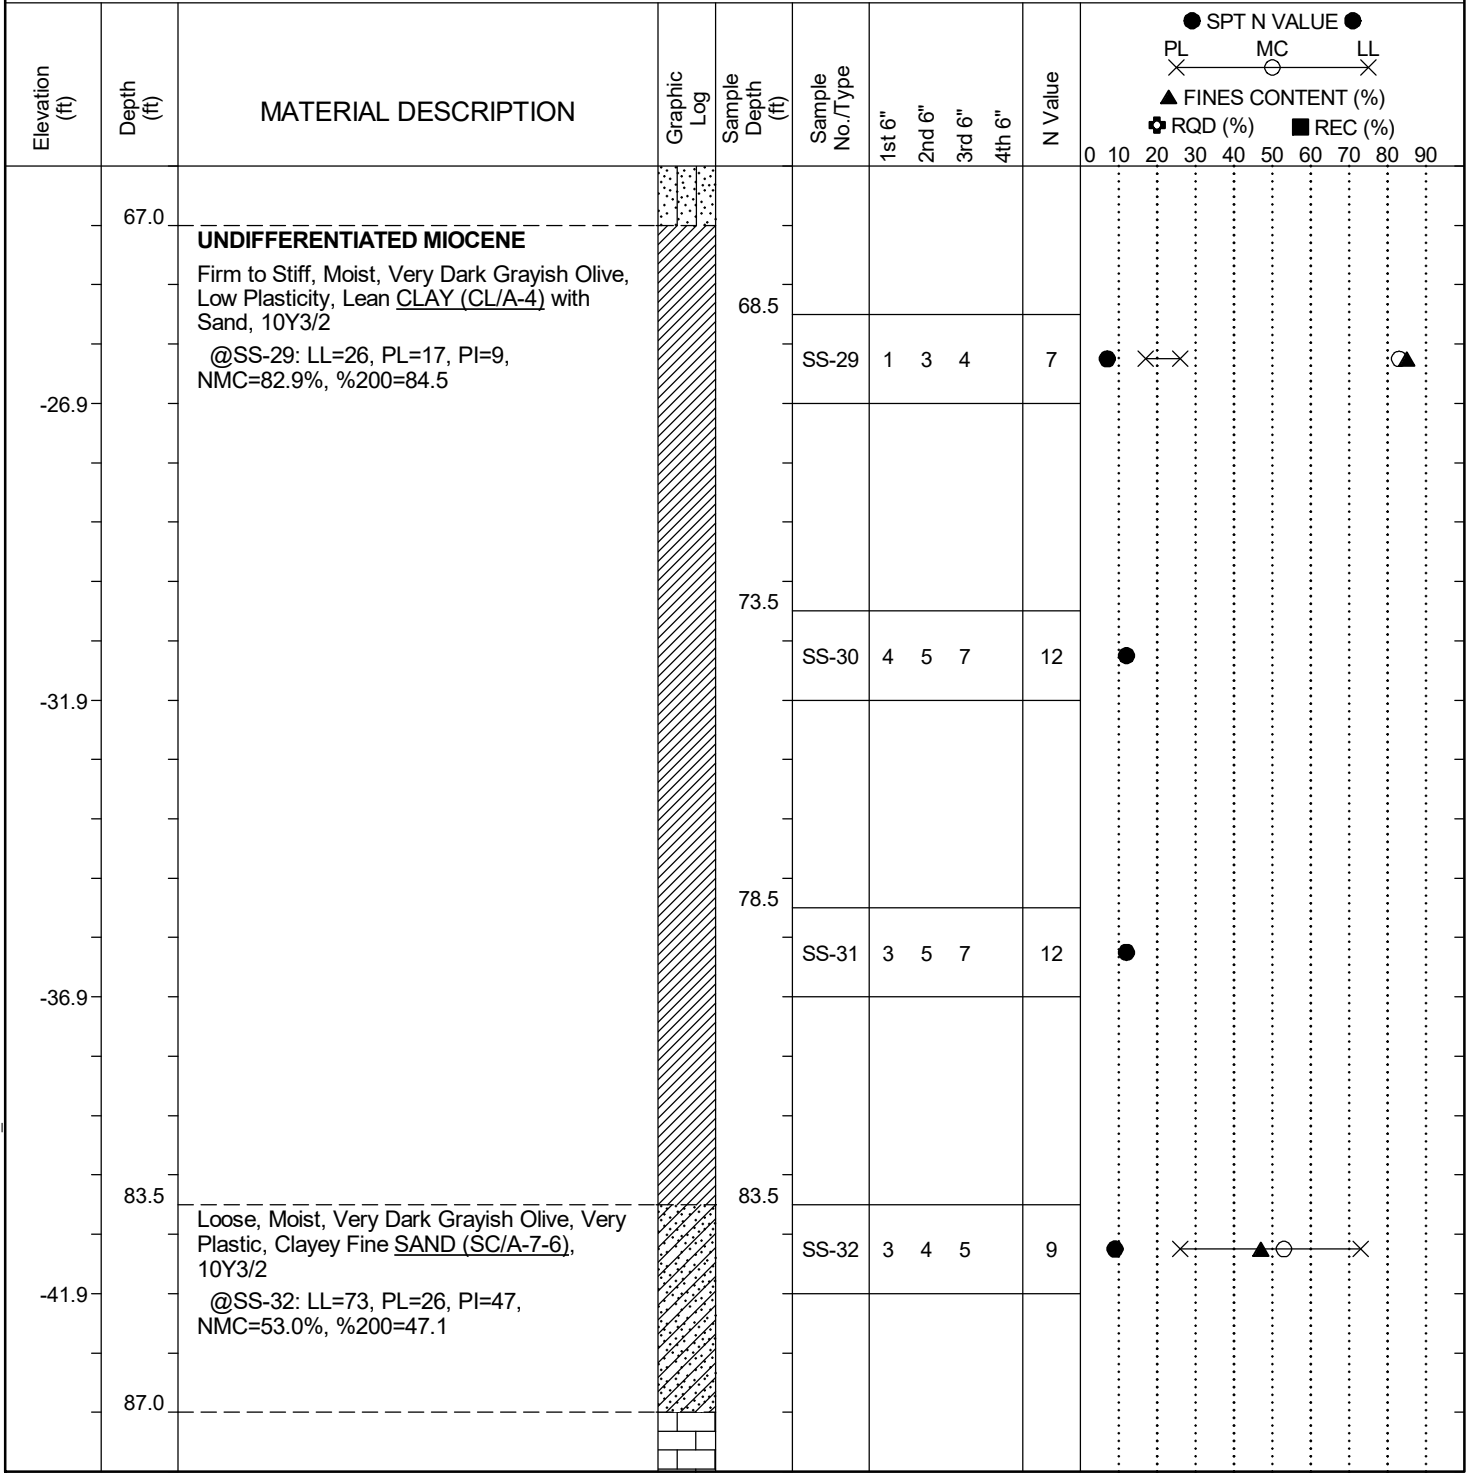 Elevation (ft)
Depth (ft)
MATERIAL DESCRIPTION
Graphic Log
Sample Depth (ft)
Sample No./Type
1st 6"
2nd 6"
3rd 6"
4th 6"
N Value
SPT N VALUE
PL MC LL
FINES CONTENT (%)
RQD (%) REC (%)
0 10 20 30 40 50 60 70 80 90
67.0
UNDIFFERENTIATED MIOCENE
Firm to Stiff, Moist, Very Dark Grayish Olive,
Low Plasticity, Lean CLAY (CL/A-4) with
Sand, 10Y3/2
@SS-29: LL=26, PL=17, PI=9,
NMC=82.9%, %200=84.5
68.5
SS-29 1 3 4 7
-26.9
73.5
SS-30 4 5 7 12
-31.9
78.5
SS-31 3 5 7 12
-36.9
83.5 83.5
Loose, Moist, Very Dark Grayish Olive, Very
Plastic, Clayey Fine SAND (SC/A-7-6),
10Y3/2
@SS-32: LL=73, PL=26, PI=47,
NMC=53.0%, %200=47.1
SS-32 3 4 5 9
-41.9
87.0